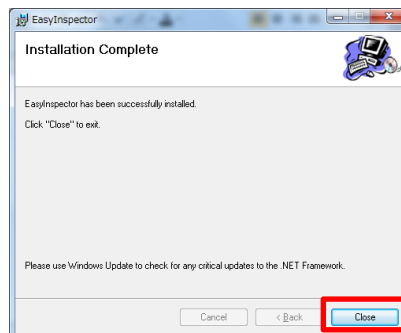 EasyInspector
Installation Complete
EasyInspector has been successfully installed.
Click "Close" to exit.
Please use Windows Update to check for any critical updates to the .NET Framework.
Cancel
< Back
Close